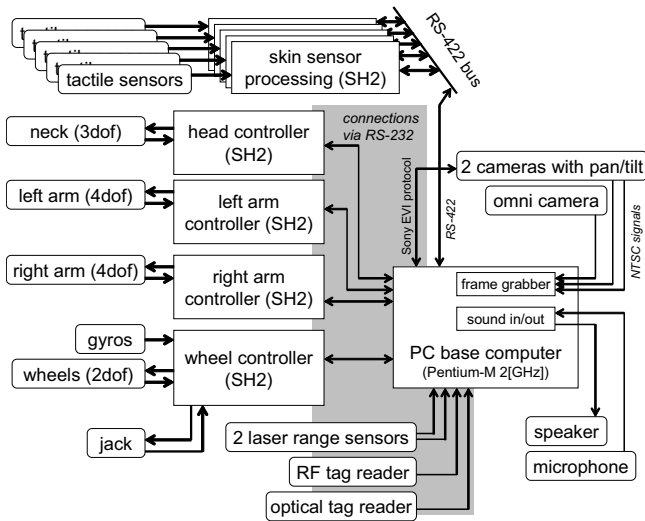 tactile sensors
skin sensor
processing (SH2)
RS-422 bus
connections
via RS-232
neck (3dof)
head controller
(SH2)
left arm (4dof)
left arm
controller (SH2)
right arm (4dof)
right arm
controller (SH2)
gyros
wheels (2dof)
wheel controller
(SH2)
jack
Sony EVI protocol
RS-422
2 cameras with pan/tilt
omni camera
NTSC signals
frame grabber
sound in/out
PC base computer
(Pentium-M 2[GHz])
2 laser range sensors
RF tag reader
optical tag reader
speaker
microphone